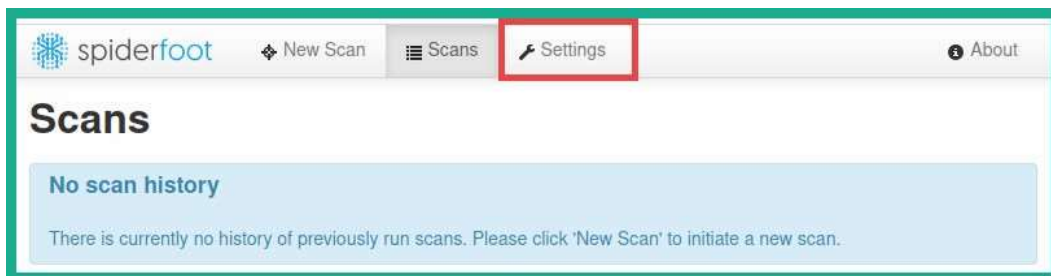 spiderfoot New Scan Scans Settings About
Scans
No scan history
There is currently no history of previously run scans. Please click 'New Scan' to initiate a new scan.